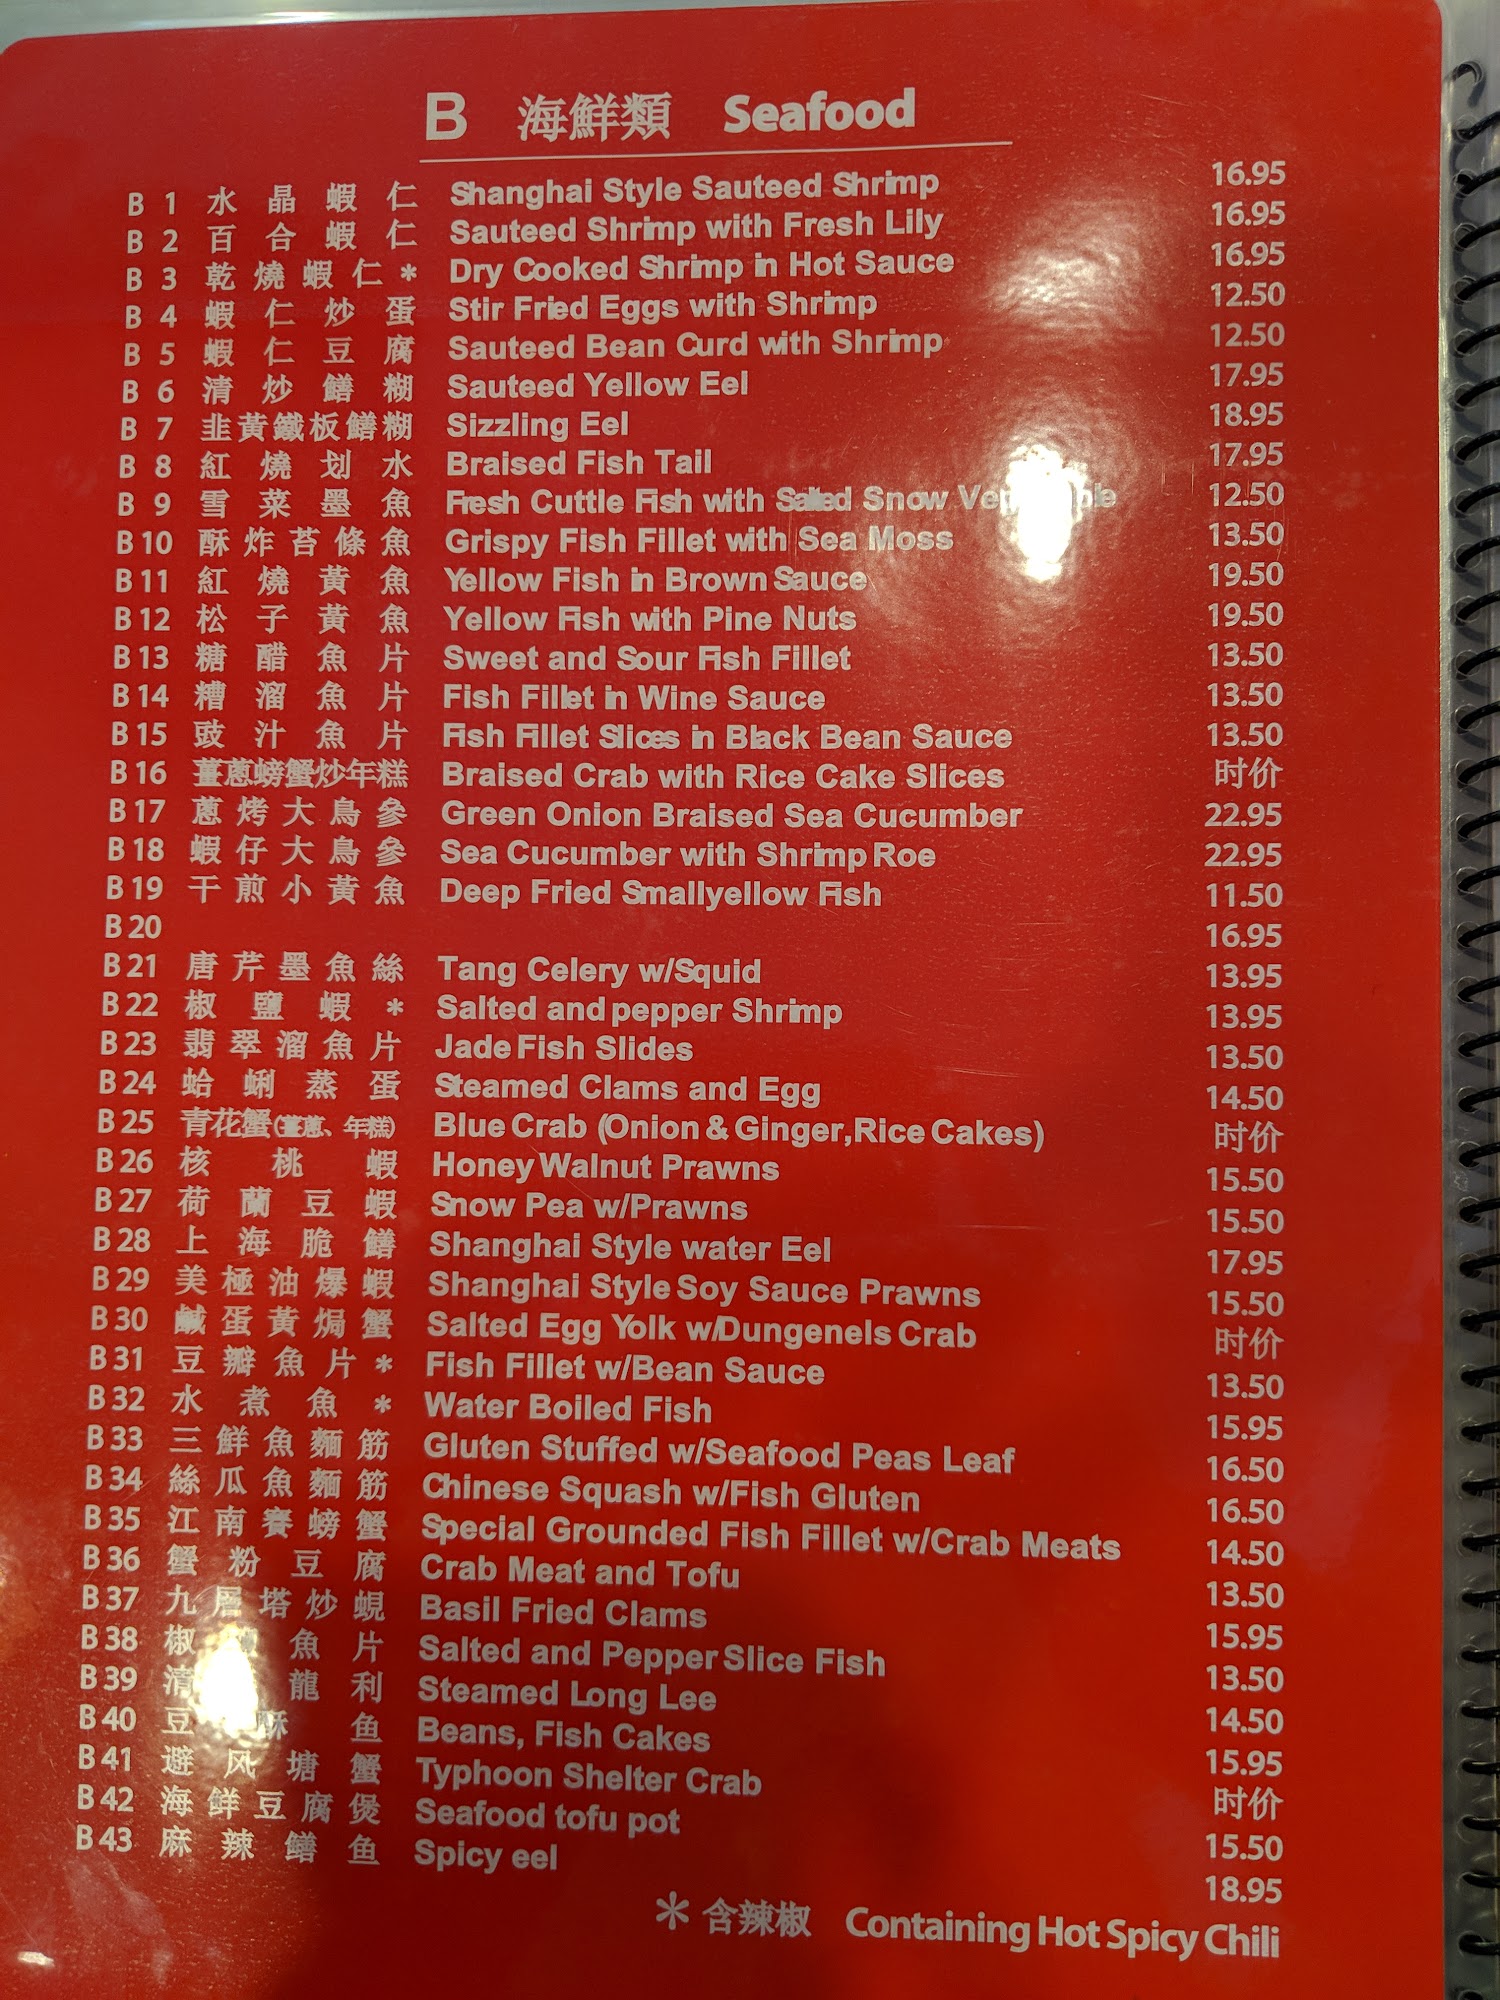 B 海鮮類 Seafood
B 1 水晶蝦仁 Shanghai Style Sauteed Shrimp 16.95
B 2 百合蝦仁 Sauteed Shrimp with Fresh Lily 16.95
B 3 乾燒蝦仁* Dry Cooked Shrimp in Hot Sauce 16.95
B 4 蝦仁炒蛋 Stir Fried Eggs with Shrimp 12.50
B 5 蝦仁豆腐 Sauteed Bean Curd with Shrimp 12.50
B 6 清炒鱔糊 Sauteed Yellow Eel 17.95
B 7 韭黃鐵板鱔糊 Sizzling Eel 18.95
B 8 紅燒划水 Braised Fish Tail 17.95
B 9 雪菜墨魚 Fresh Cuttle Fish with Salted Snow 12.50
B10 酥炸苔條魚 Grispy Fish Fillet with Sea Moss 13.50
B11 紅燒黃魚 Yellow Fish in Brown Sauce 19.50
B12 松子黃魚 Yellow Fish with Pine Nuts 19.50
B13 糖醋魚片 Sweet and Sour Fish Fillet 13.50
B14 糟溜魚片 Fish Fillet in Wine Sauce 13.50
B15 豉汁魚片 Fish Fillet Slices in Black Bean Sauce 13.50
B16 薑蔥螃蟹炒年糕 Braised Crab with Rice Cake Slices 时价
B17 蔥烤大鳥參 Green Onion Braised Sea Cucumber 22.95
B18 蝦仔大鳥參 Sea Cucumber with Shrimp Roe 22.95
B19 干煎小黃魚 Deep Fried Smallyellow Fish 11.50
B20 16.95
B21 唐芹墨魚絲 Tang Celery w/Squid 13.95
B22 椒鹽蝦* Salted and pepper Shrimp 13.95
B23 翡翠溜魚片 Jade Fish Slides 13.50
B24 蛤蜊蒸蛋 Steamed Clams and Egg 14.50
B25 青花蟹(薑蔥、年糕) Blue Crab (Onion & Ginger,Rice Cakes) 时价
B26 核桃蝦 Honey Walnut Prawns 15.50
B27 荷蘭豆蝦 Snow Pea w/Prawns 15.50
B28 上海脆鱔 Shanghai Style water Eel 17.95
B29 美極油爆蝦 Shanghai Style Soy Sauce Prawns 15.50
B30 鹹蛋黃焗蟹 Salted Egg Yolk w/Dungenels Crab 时价
B31 豆瓣魚片* Fish Fillet w/Bean Sauce 13.50
B32 水煮魚* Water Boiled Fish 15.95
B33 三鮮魚麵筋 Gluten Stuffed w/Seafood Peas Leaf 16.50
B34 絲瓜魚麵筋 Chinese Squash w/Fish Gluten 16.50
B35 江南賽螃蟹 Special Grounded Fish Fillet w/Crab Meats 14.50
B36 蟹粉豆腐 Crab Meat and Tofu 13.50
B37 九層塔炒蜆 Basil Fried Clams 15.95
B38 椒魚片 Salted and Pepper Slice Fish 13.50
B39 清龍利 Steamed Long Lee 14.50
B40 豆酥鱼 Beans, Fish Cakes 15.95
B41 避风塘蟹 Typhoon Shelter Crab 时价
B42 海鮮豆腐煲 Seafood tofu pot 15.50
B43 麻辣鱔鱼 Spicy eel 18.95
* 含辣椒 Containing Hot Spicy Chili